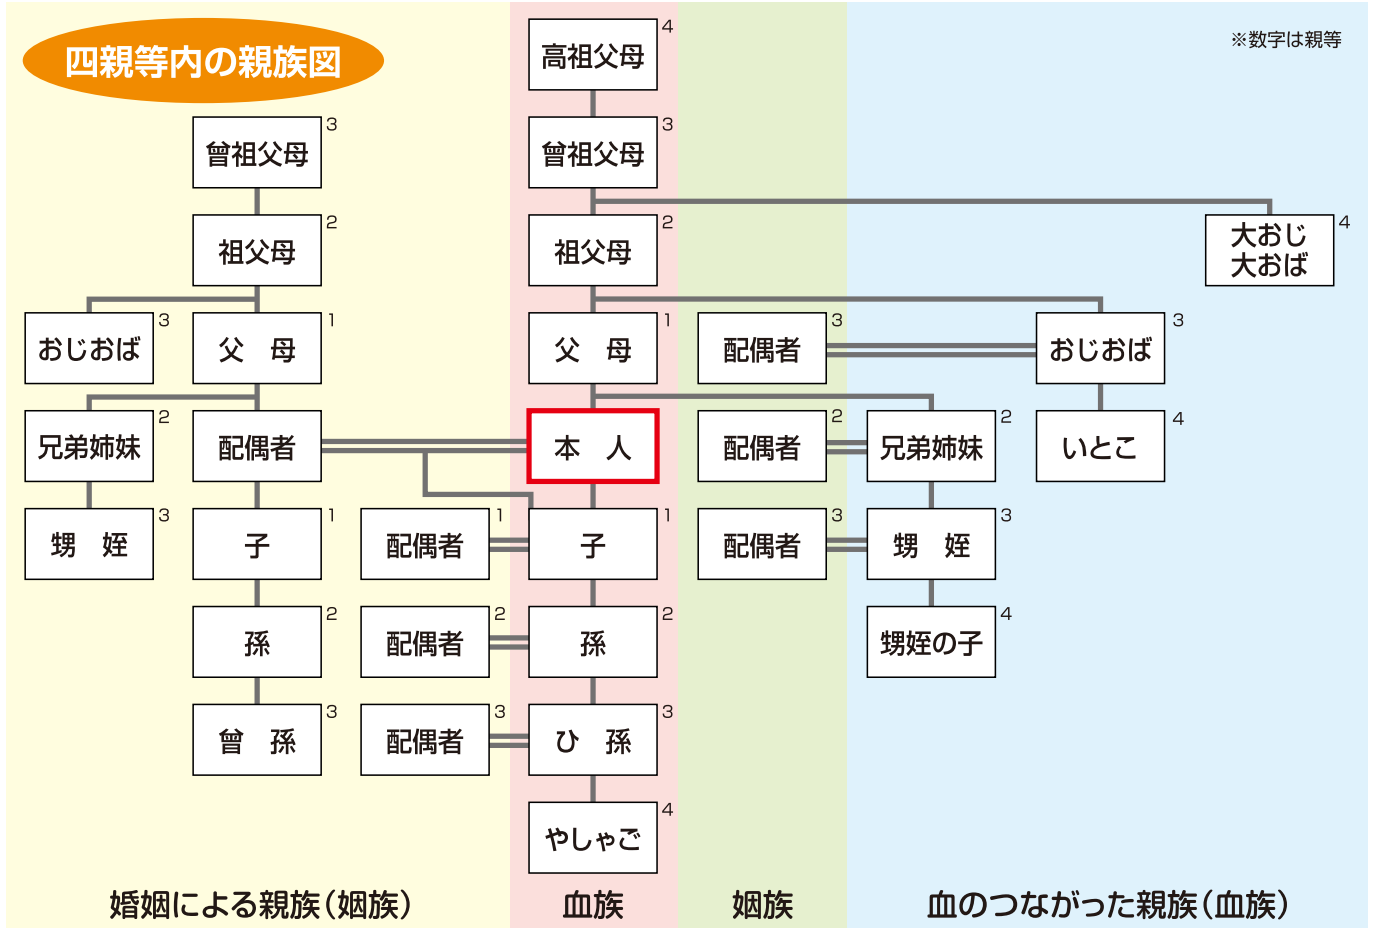 四親等内の親族図
※数字は親等
高祖父母 4
曾祖父母 3
曾祖父母 3
祖父母 2
祖父母 2
大おじ
大おば 4
おじおば 3
父　母 1
父　母 1
配偶者 3
おじおば 3
兄弟姉妹 2
配偶者
本　人
配偶者 2
兄弟姉妹 2
いとこ 4
甥　姪 3
子 1
配偶者 1
子 1
配偶者 3
甥　姪 3
孫 2
配偶者 2
孫 2
甥姪の子 4
曾　孫 3
配偶者 3
ひ　孫 3
やしゃご 4
婚姻による親族（姻族）
血族
姻族
血のつながった親族（血族）